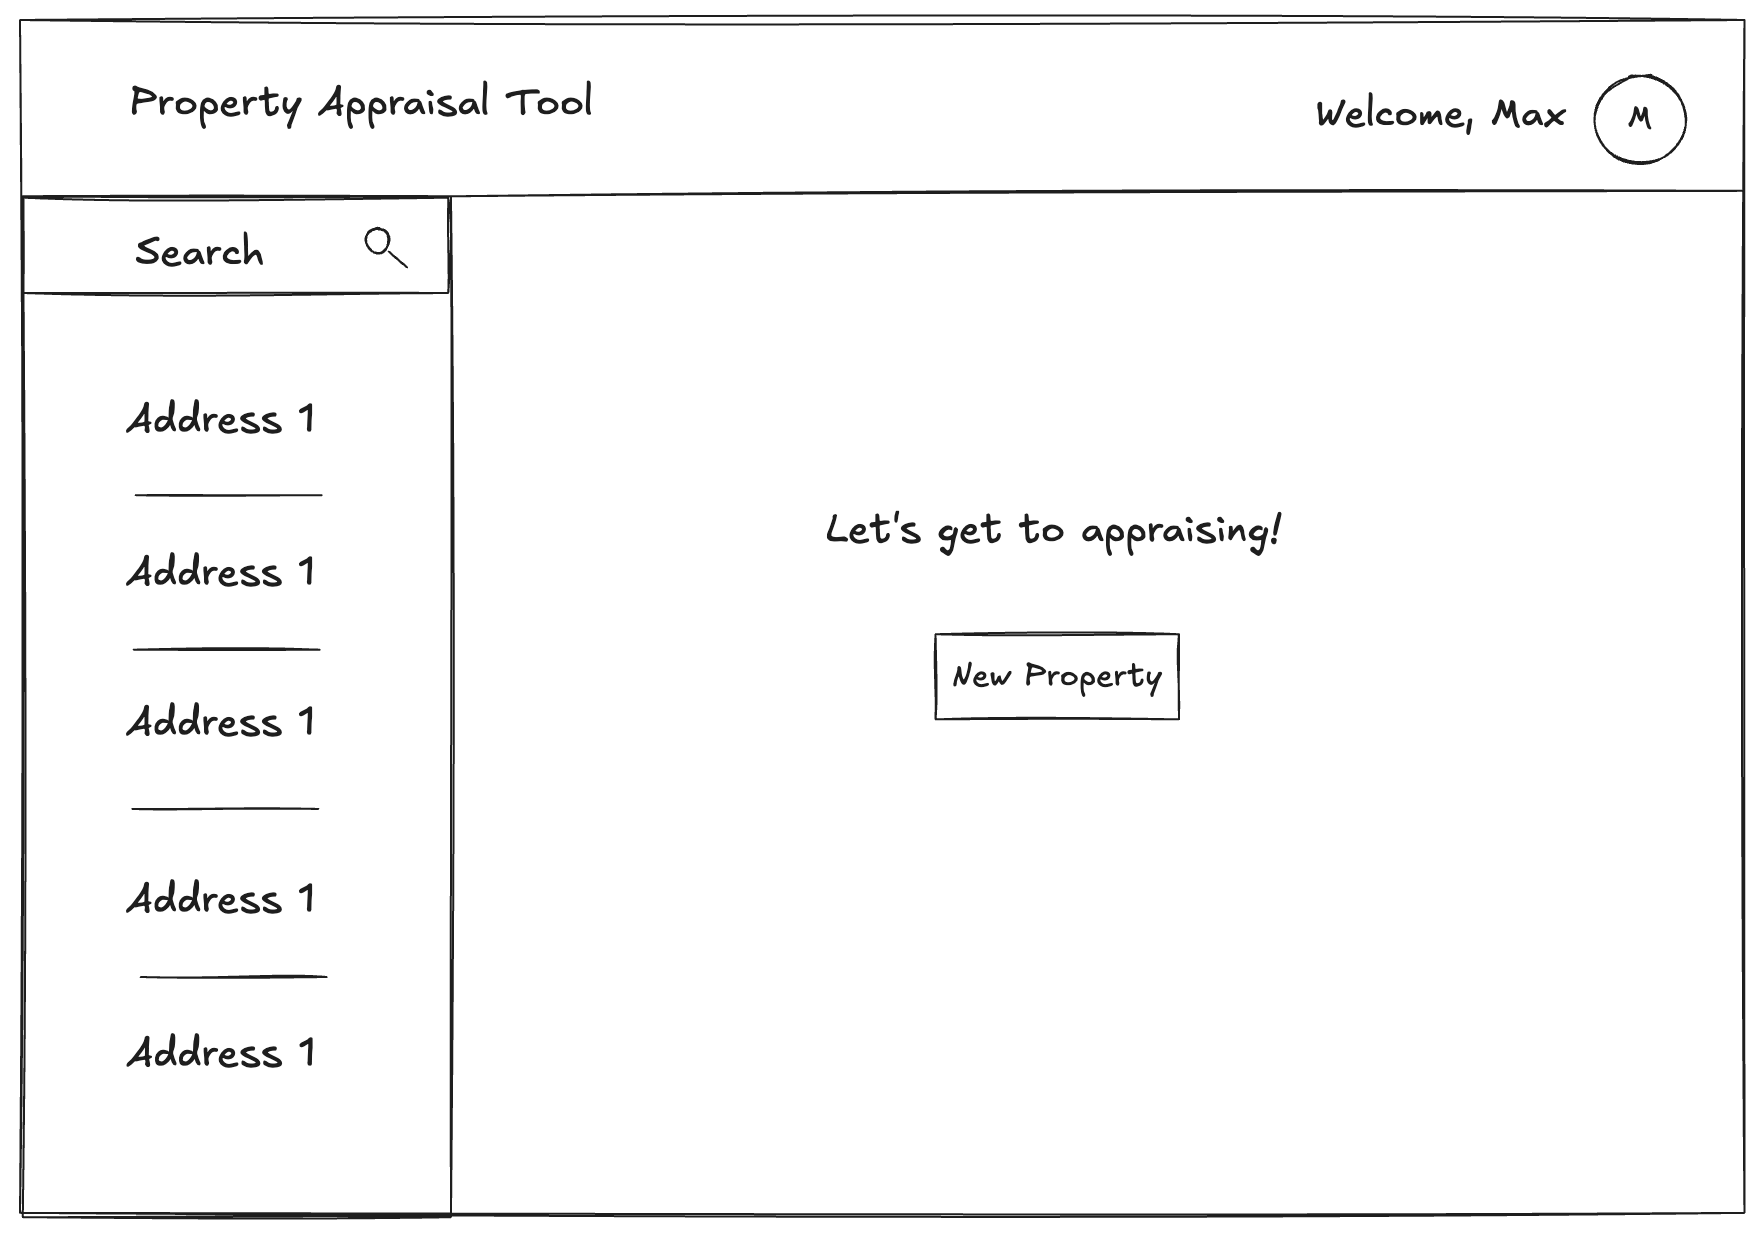 Property Appraisal Tool
Welcome, Max
M
Search
Address 1
Address 1
Address 1
Address 1
Address 1
Let's get to appraising!
New Property